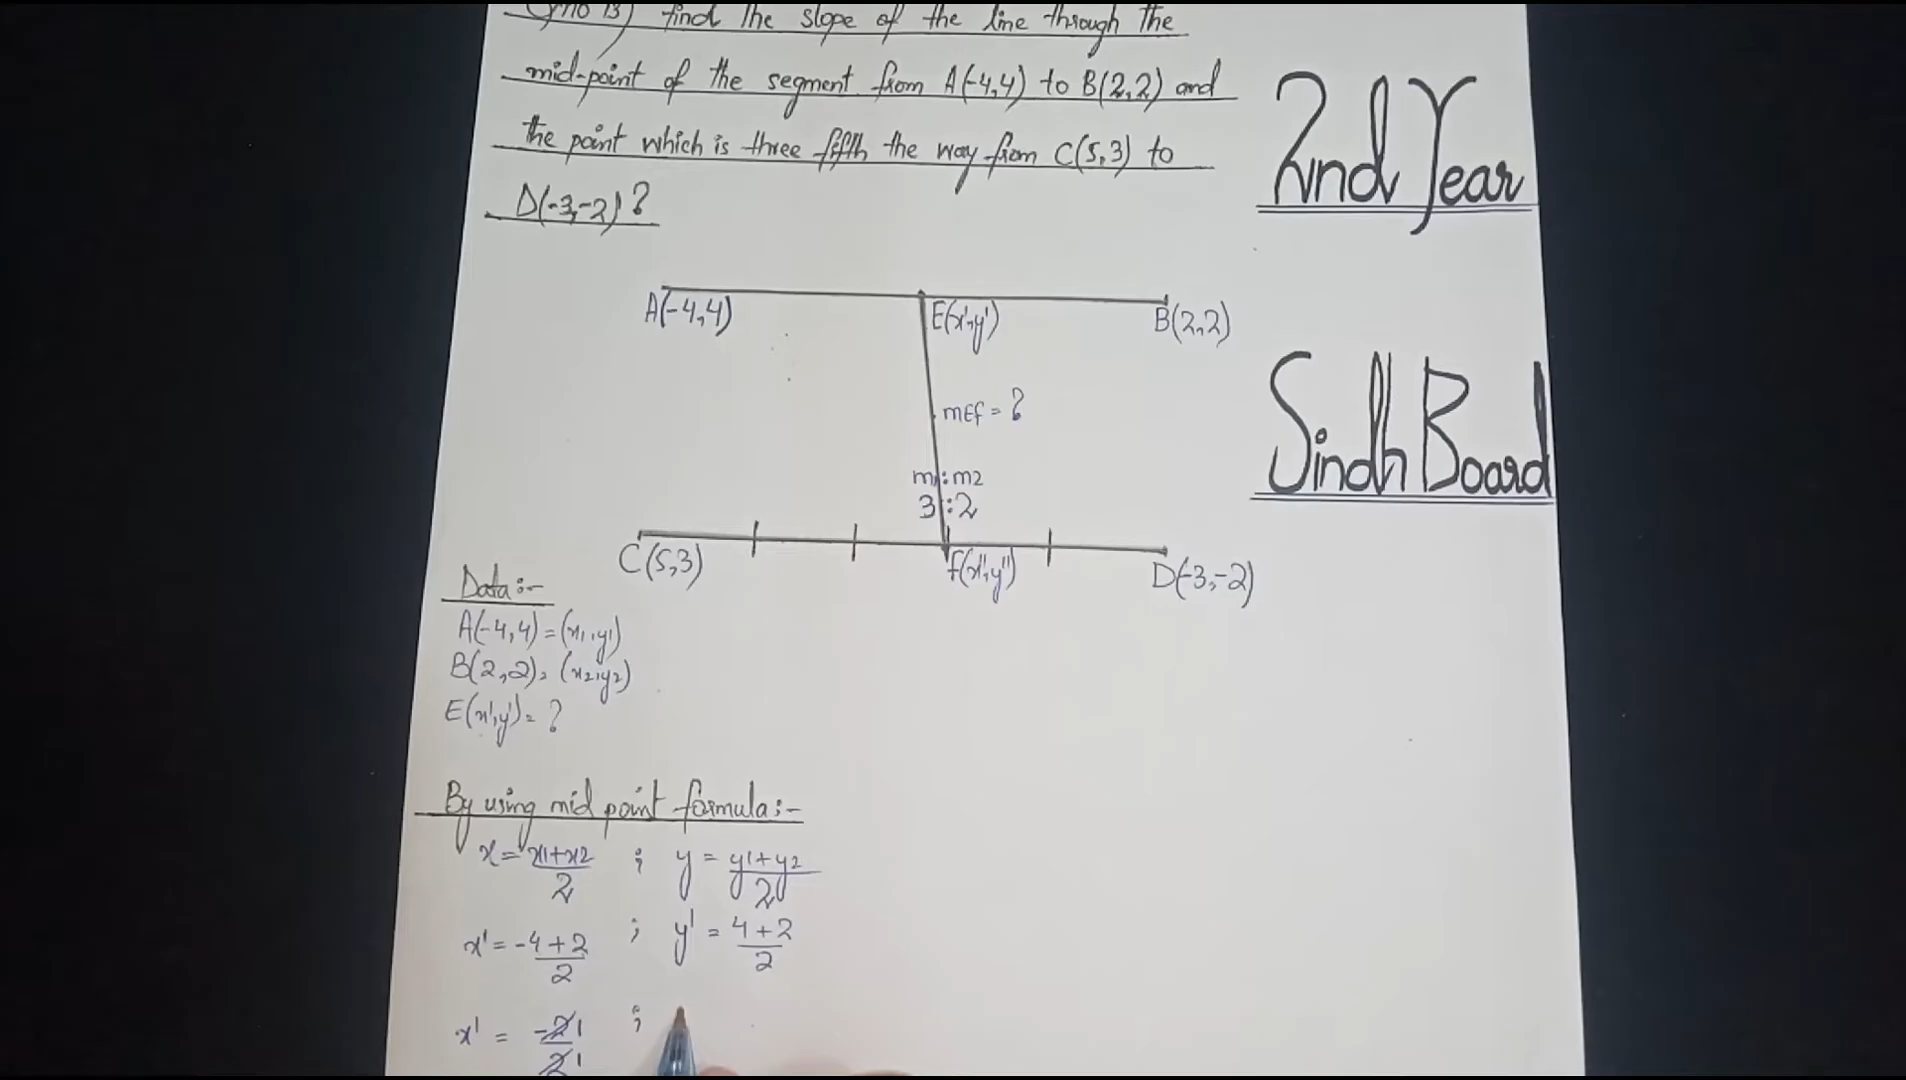 Qno 13) find the slope of the line through the
mid-point of the segment from A(-4,4) to B(2,2) and
the point which is three fifth the way from C(5,3) to
D(-3,-2)?
2nd Year
Sindh Board
A(-4,4)
E(x',y')
B(2,2)
mEf = ?
m1:m2
3:2
C(5,3)
f(x'',y'')
D(-3,-2)
Data:-
A(-4,4)=(x1,y1)
B(2,2)=(x2,y2)
E(x',y')=?
By using mid point formula:-
x = x1+x2/2 ; y = y1+y2/2
x' = -4+2/2 ; y' = 4+2/2
x' = -2 1/2 1 ;